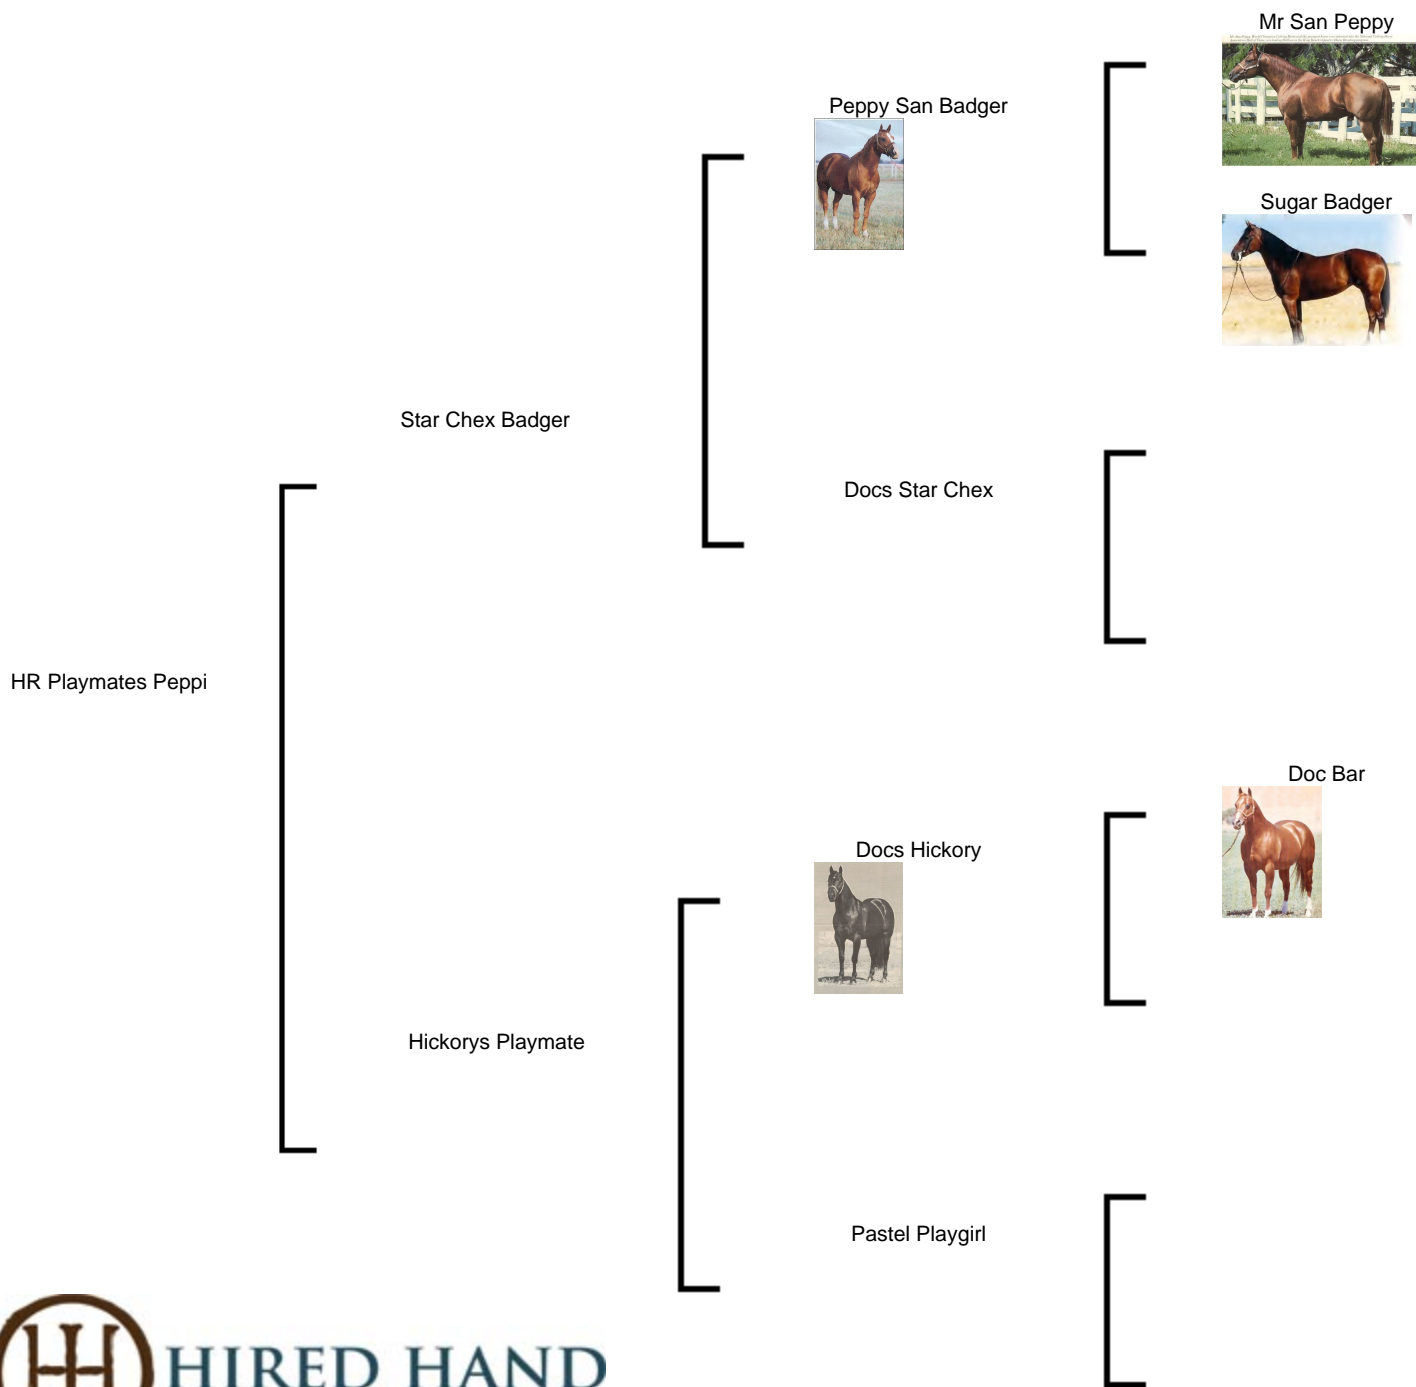 Mr San Peppy
Peppy San Badger
Sugar Badger
Star Chex Badger
Docs Star Chex
HR Playmates Peppi
Doc Bar
Docs Hickory
Hickorys Playmate
Pastel Playgirl
HIRED HAND